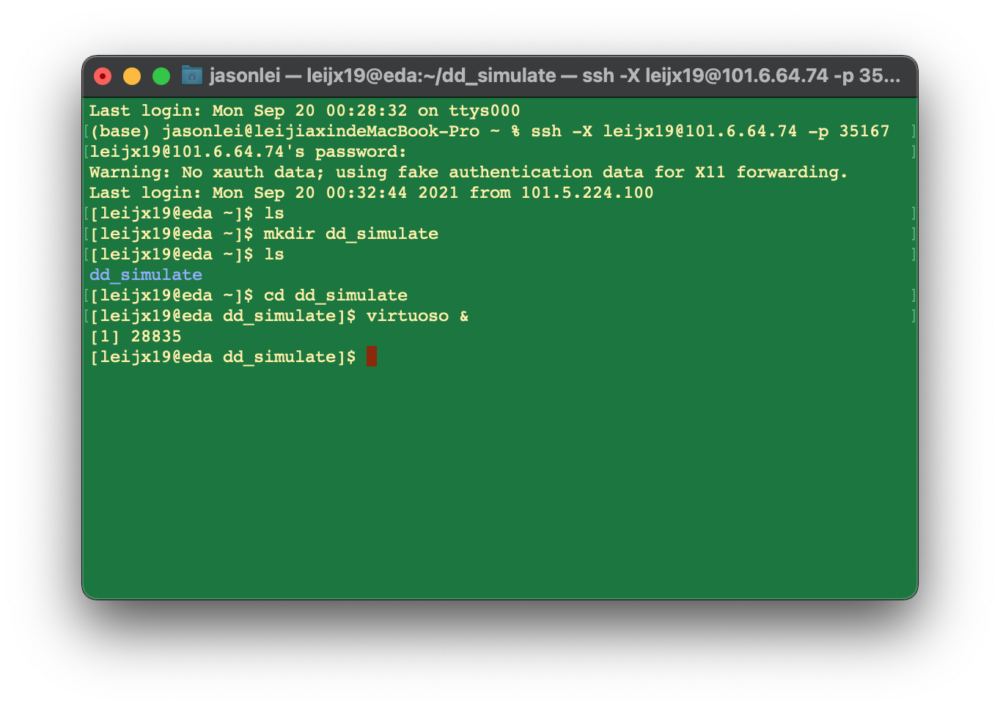 jasonlei — leijx19@eda:~/dd_simulate — ssh -X leijx19@101.6.64.74 -p 35...
Last login: Mon Sep 20 00:28:32 on ttys000
[(base) jasonlei@leijiaxindeMacBook-Pro ~ % ssh -X leijx19@101.6.64.74 -p 35167 ]
[leijx19@101.6.64.74's password: ]
Warning: No xauth data; using fake authentication data for X11 forwarding.
Last login: Mon Sep 20 00:32:44 2021 from 101.5.224.100
[[leijx19@eda ~]$ ls ]
[[leijx19@eda ~]$ mkdir dd_simulate ]
[[leijx19@eda ~]$ ls ]
dd_simulate
[[leijx19@eda ~]$ cd dd_simulate ]
[[leijx19@eda dd_simulate]$ virtuoso & ]
[1] 28835
[leijx19@eda dd_simulate]$